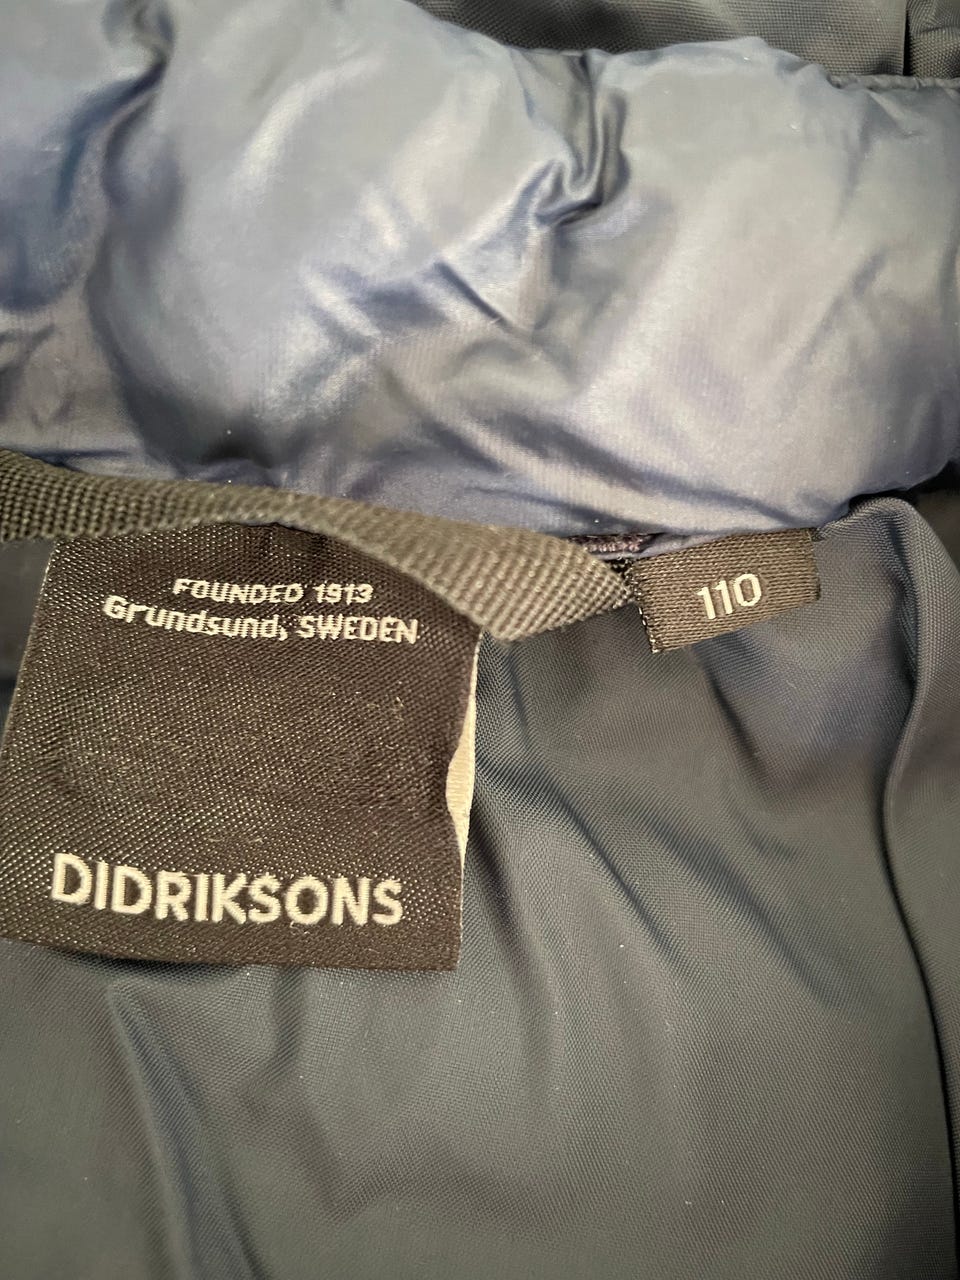 FOUNDED 1913
Grundsund, SWEDEN
DIDRIKSONS
110